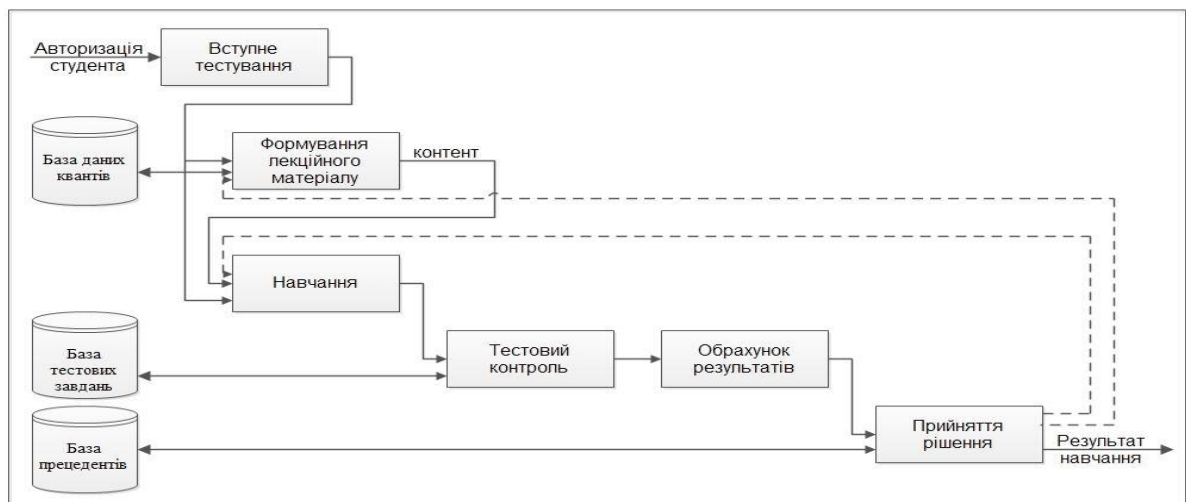 Авторизація
студента
Вступне
тестування
База даних
квантів
Формування
лекційного
матеріалу
контент
Навчання
База
тестових
завдань
Тестовий
контроль
Обрахунок
результатів
База
прецедентів
Прийняття
рішення
Результат
навчання